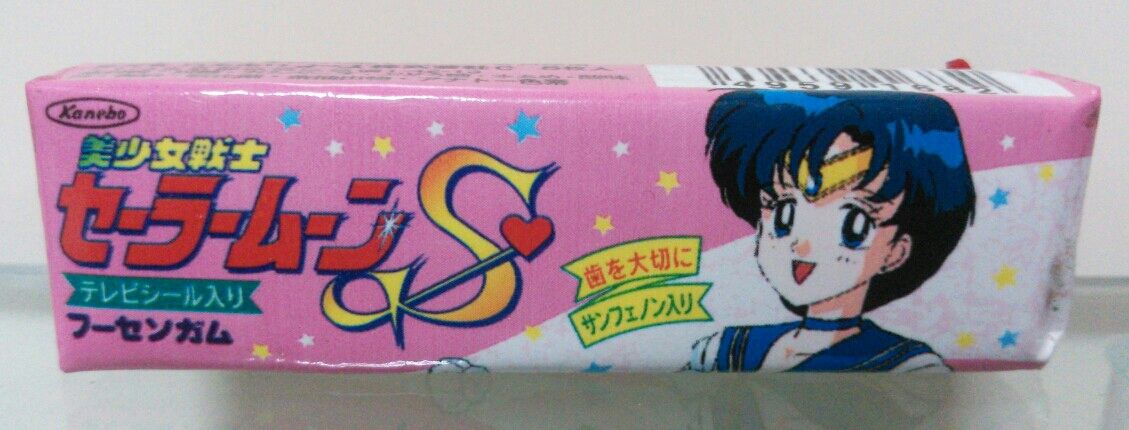 Kanebo
美少女戦士
セーラームーンS
テレビシール入り
フーセンガム
歯を大切に
サンフェノン入り